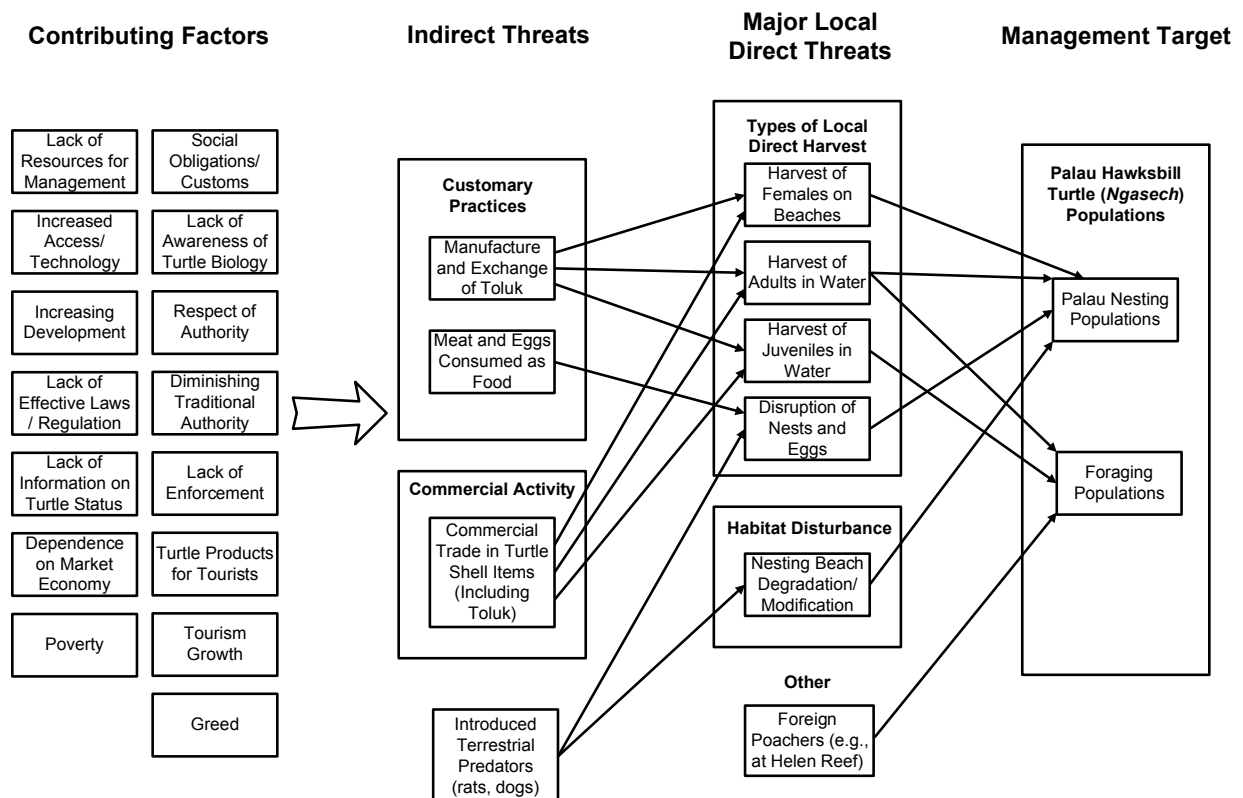 Contributing Factors
Indirect Threats
Major Local
Direct Threats
Management Target
Lack of
Resources for
Management
Social
Obligations/
Customs
Increased
Access/
Technology
Lack of
Awareness of
Turtle Biology
Increasing
Development
Respect of
Authority
Lack of
Effective Laws
/ Regulation
Diminishing
Traditional
Authority
Lack of
Information on
Turtle Status
Lack of
Enforcement
Dependence
on Market
Economy
Turtle Products
for Tourists
Poverty
Tourism
Growth
Greed
Customary
Practices
Manufacture
and Exchange
of Toluk
Meat and Eggs
Consumed as
Food
Commercial Activity
Commercial
Trade in Turtle
Shell Items
(Including
Toluk)
Introduced
Terrestrial
Predators
(rats, dogs)
Types of Local
Direct Harvest
Harvest of
Females on
Beaches
Harvest of
Adults in Water
Harvest of
Juveniles in
Water
Disruption of
Nests and
Eggs
Habitat Disturbance
Nesting Beach
Degradation/
Modification
Other
Foreign
Poachers (e.g.,
at Helen Reef)
Palau Hawksbill
Turtle (Ngasech)
Populations
Palau Nesting
Populations
Foraging
Populations